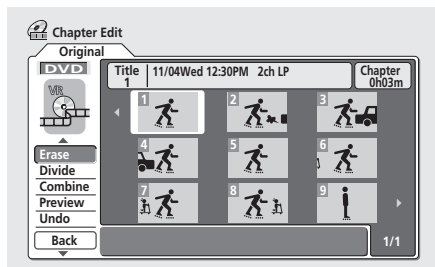 Chapter Edit
Original
DVD
VR
Title 1 11/04Wed 12:30PM 2ch LP
Chapter 0h03m
1
2
3
4
5
6
7
8
9
Erase
Divide
Combine
Preview
Undo
Back
1/1